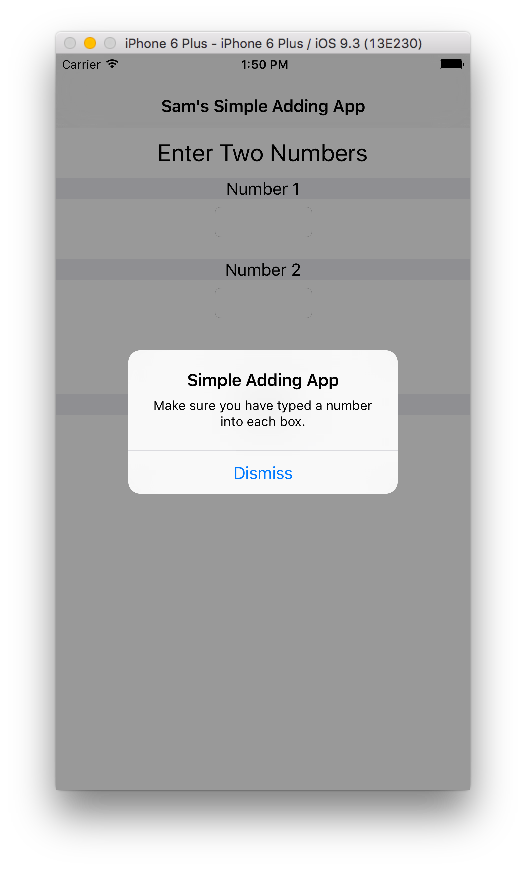 iPhone 6 Plus - iPhone 6 Plus / iOS 9.3 (13E230)
Carrier 1:50 PM
Sam's Simple Adding App
Enter Two Numbers
Number 1
Number 2
Simple Adding App
Make sure you have typed a number
into each box.
Dismiss